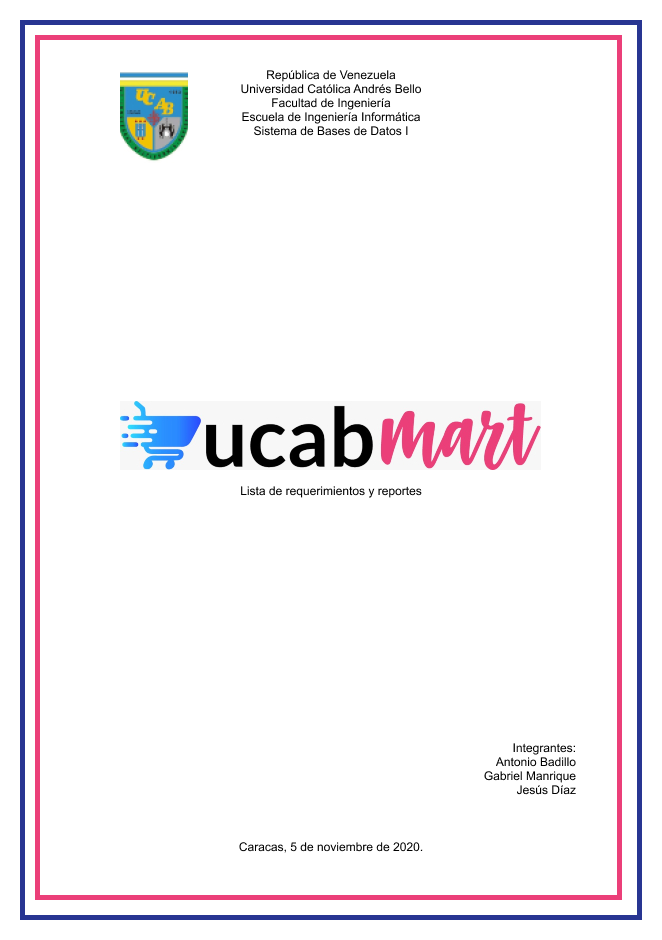 República de Venezuela
Universidad Católica Andrés Bello
Facultad de Ingeniería
Escuela de Ingeniería Informática
Sistema de Bases de Datos I
UCAB
ucabmart
Lista de requerimientos y reportes
Integrantes:
Antonio Badillo
Gabriel Manrique
Jesús Díaz
Caracas, 5 de noviembre de 2020.